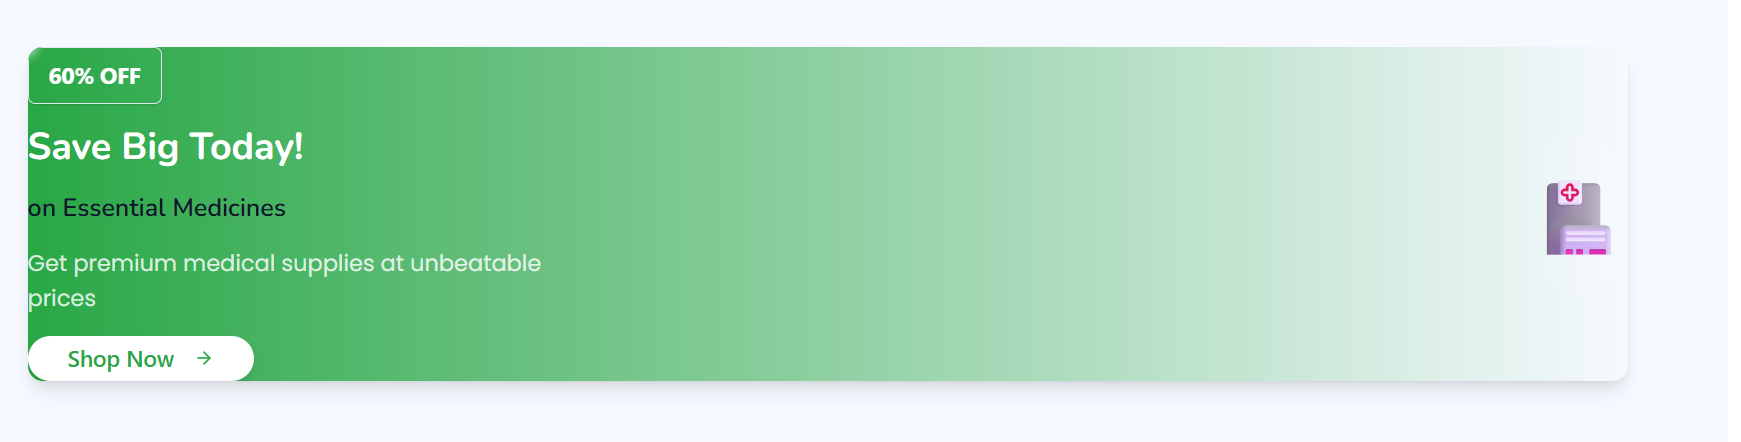 60% OFF
Save Big Today!
on Essential Medicines
Get premium medical supplies at unbeatable
prices
Shop Now